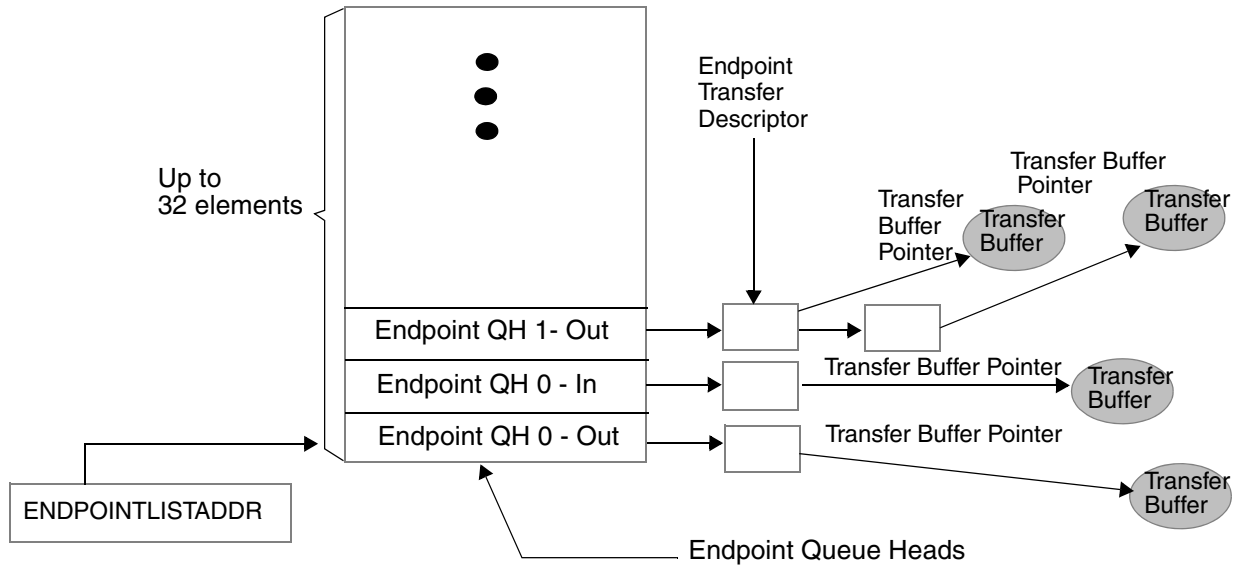 Endpoint
Transfer
Descriptor
Up to
32 elements
Transfer Buffer
Pointer
Transfer
Buffer
Pointer
Transfer
Buffer
Transfer
Buffer
Endpoint QH 1- Out
Endpoint QH 0 - In
Transfer Buffer Pointer
Transfer
Buffer
Endpoint QH 0 - Out
Transfer Buffer Pointer
Transfer
Buffer
ENDPOINTLISTADDR
Endpoint Queue Heads